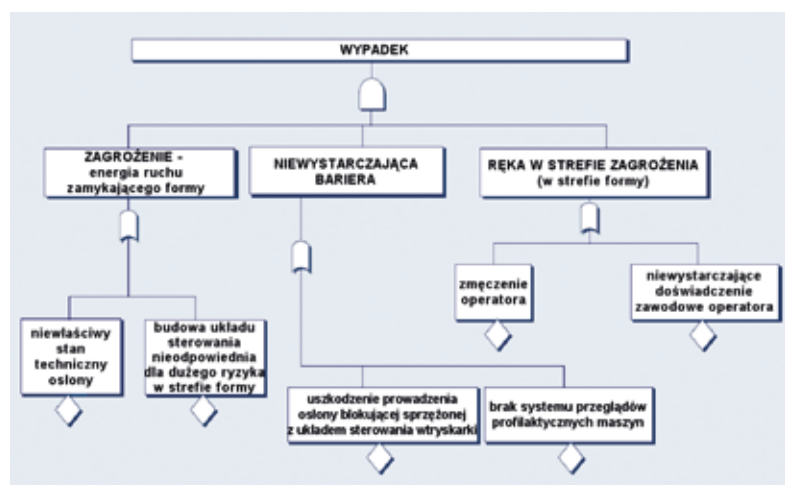 WYPADEK
ZAGROŻENIE -
energia ruchu
zamykającego formy
NIEWYSTARCZAJĄCA
BARIERA
RĘKA W STREFIE ZAGROŻENIA
(w strefie formy)
zmęczenie
operatora
niewystarczające
doświadczenie
zawodowe operatora
niewłaściwy
stan
techniczny
osłony
budowa układu
sterowania
nieodpowiednia
dla dużego ryzyka
w strefie formy
uszkodzenie prowadzenia
osłony blokującej sprzężonej
z układem sterowania wtryskarki
brak systemu przeglądów
profilaktycznych maszyn